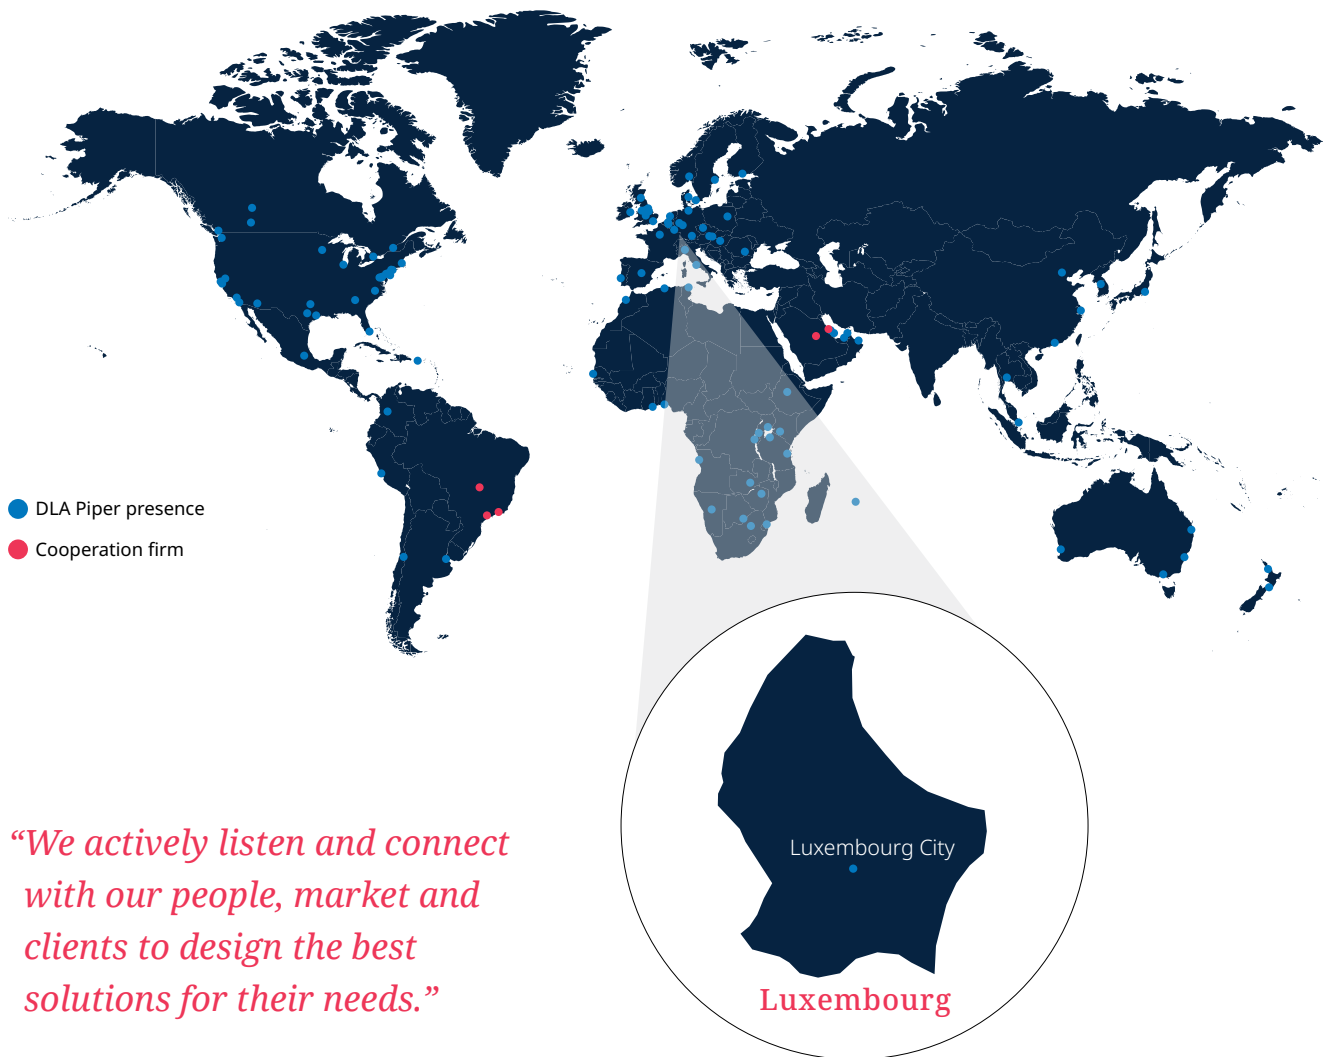 DLA Piper presence
Cooperation firm
“We actively listen and connect
with our people, market and
clients to design the best
solutions for their needs.”
Luxembourg City
Luxembourg